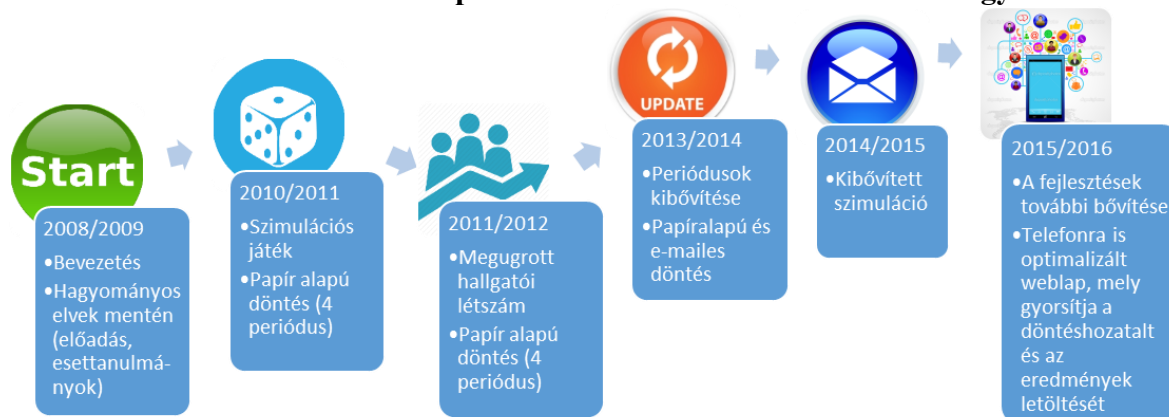 Start
2008/2009
•Bevezetés
•Hagyományos
elvek mentén
(előadás,
esettanulmá-
nyok)
2010/2011
•Szimulációs
játék
•Papír alapú
döntés (4
periódus)
2011/2012
•Megugrott
hallgatói
létszám
•Papír alapú
döntés (4
periódus)
UPDATE
2013/2014
•Periódusok
kibővítése
•Papíralapú és
e-mailes
döntés
2014/2015
•Kibővített
szimuláció
2015/2016
•A fejlesztések
további bővítése
•Telefonra is
optimalizált
weblap, mely
gyorsítja a
döntéshozatalt
és az
eredmények
letöltését